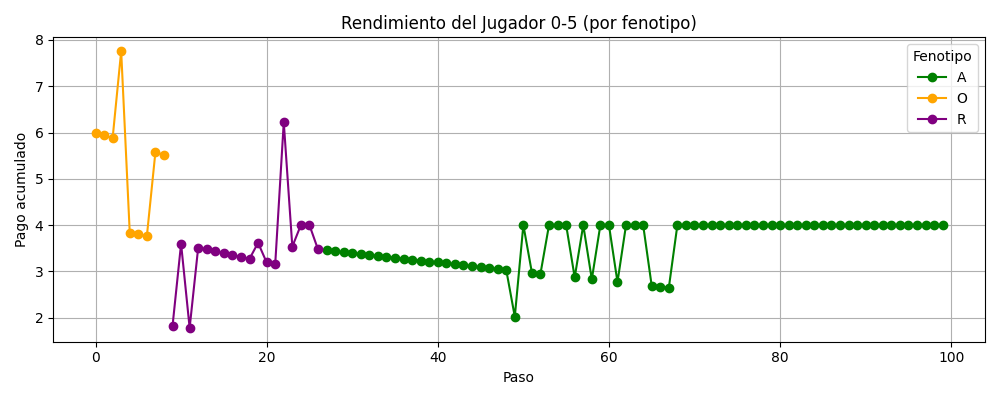 Rendimiento del Jugador 0-5 (por fenotipo)
Pago acumulado
8
7
6
5
4
3
2
0
20
40
60
80
100
Paso
Fenotipo
A
O
R